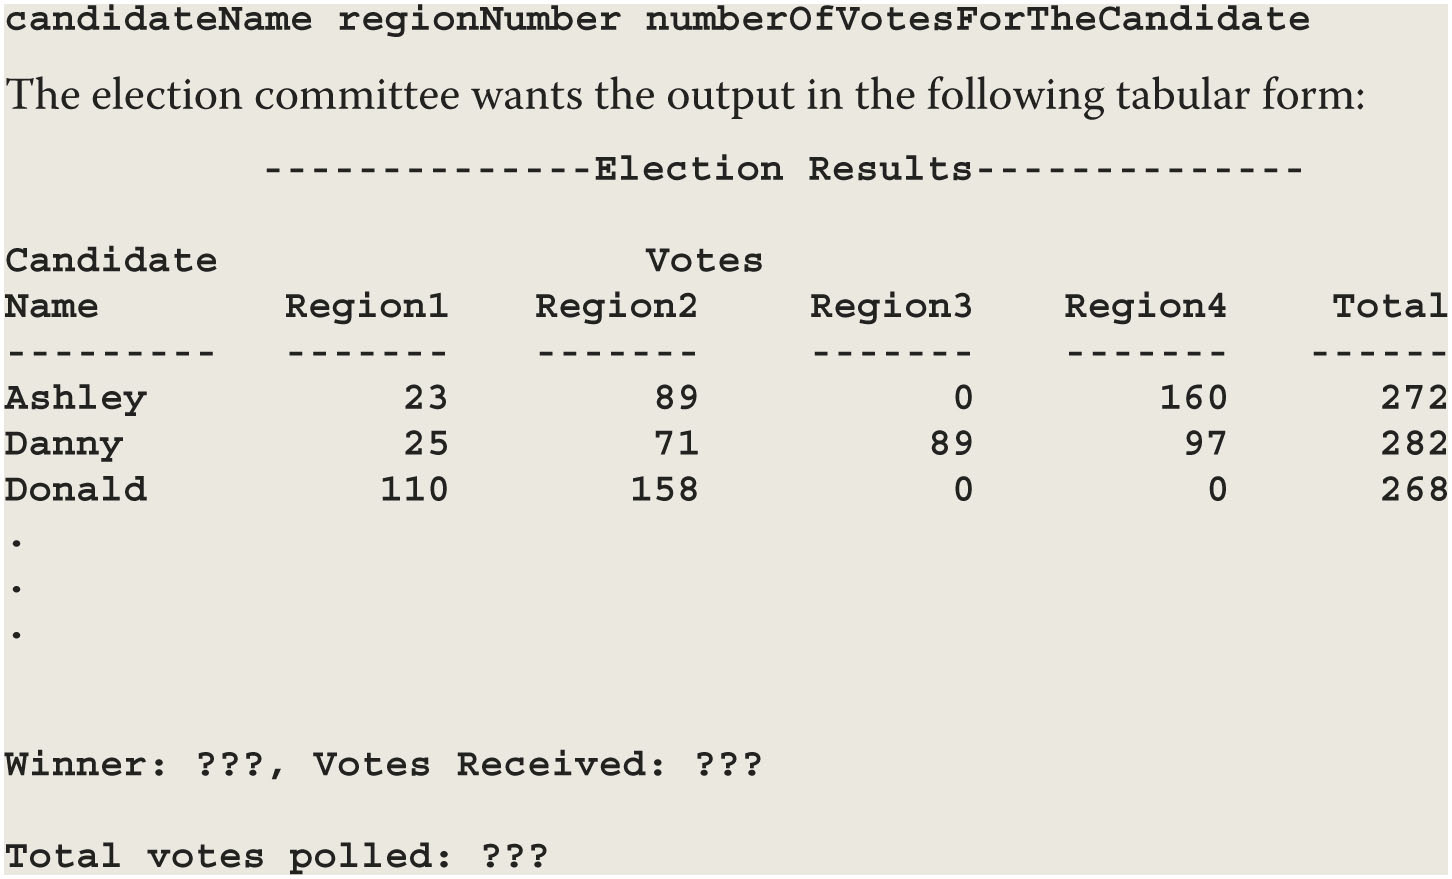 candidateName regionNumber numberOfVotesForTheCandidate
The election committee wants the output in the following tabular form:
--------------Election Results--------------
Candidate Votes
Name Region1 Region2 Region3 Region4 Total
--------- ------- ------- ------- ------- ------
Ashley 23 89 0 160 272
Danny 25 71 89 97 282
Donald 110 158 0 0 268
.
.
.
Winner: ???, Votes Received: ???
Total votes polled: ???